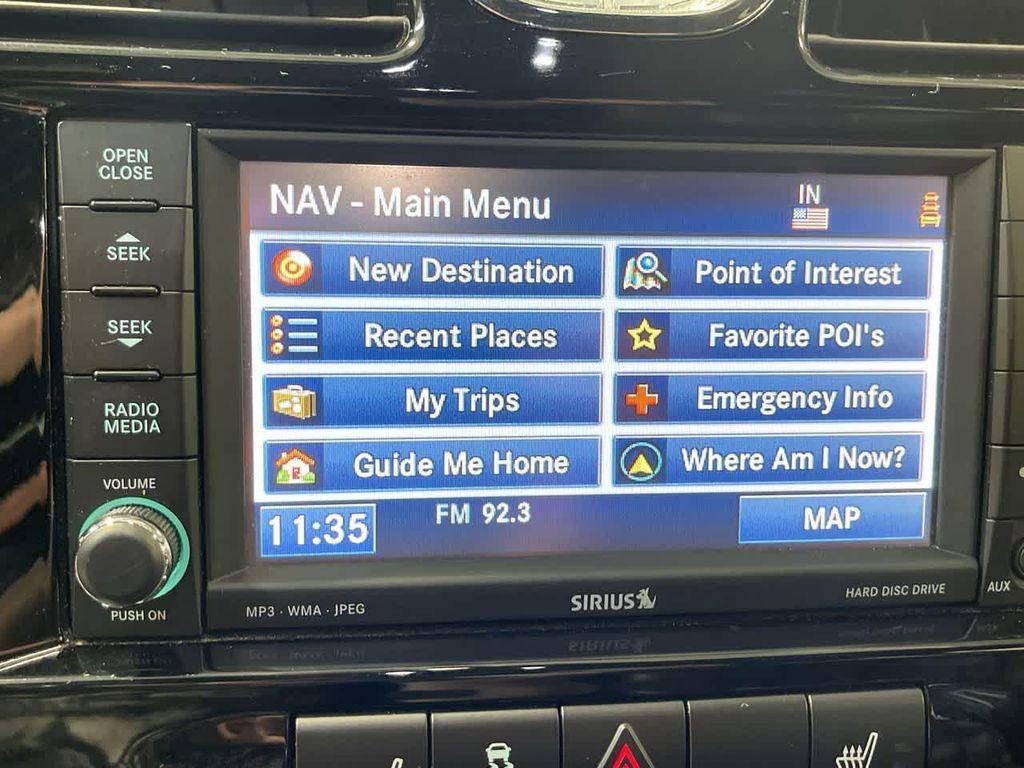 OPEN
CLOSE
SEEK
SEEK
RADIO
MEDIA
VOLUME
PUSH ON
NAV - Main Menu
IN
New Destination
Point of Interest
Recent Places
Favorite POI's
My Trips
Emergency Info
Guide Me Home
Where Am I Now?
11:35
FM 92.3
MAP
MP3 · WMA · JPEG
SIRIUS
HARD DISC DRIVE
AUX